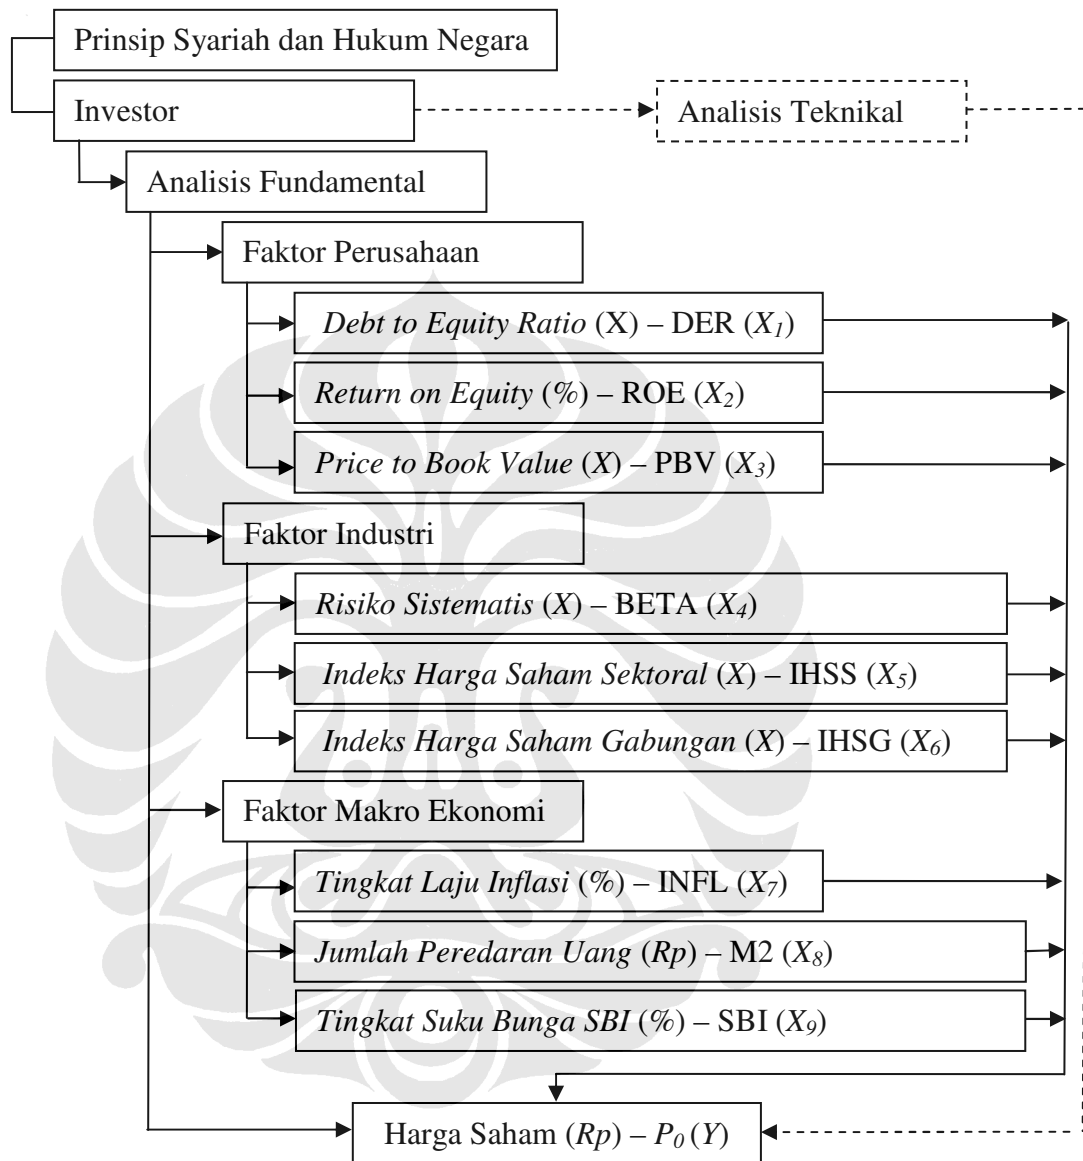 Prinsip Syariah dan Hukum Negara
Investor
Analisis Teknikal
Analisis Fundamental
Faktor Perusahaan
Debt to Equity Ratio (X) – DER (X1)
Return on Equity (%) – ROE (X2)
Price to Book Value (X) – PBV (X3)
Faktor Industri
Risiko Sistematis (X) – BETA (X4)
Indeks Harga Saham Sektoral (X) – IHSS (X5)
Indeks Harga Saham Gabungan (X) – IHSG (X6)
Faktor Makro Ekonomi
Tingkat Laju Inflasi (%) – INFL (X7)
Jumlah Peredaran Uang (Rp) – M2 (X8)
Tingkat Suku Bunga SBI (%) – SBI (X9)
Harga Saham (Rp) – P0 (Y)